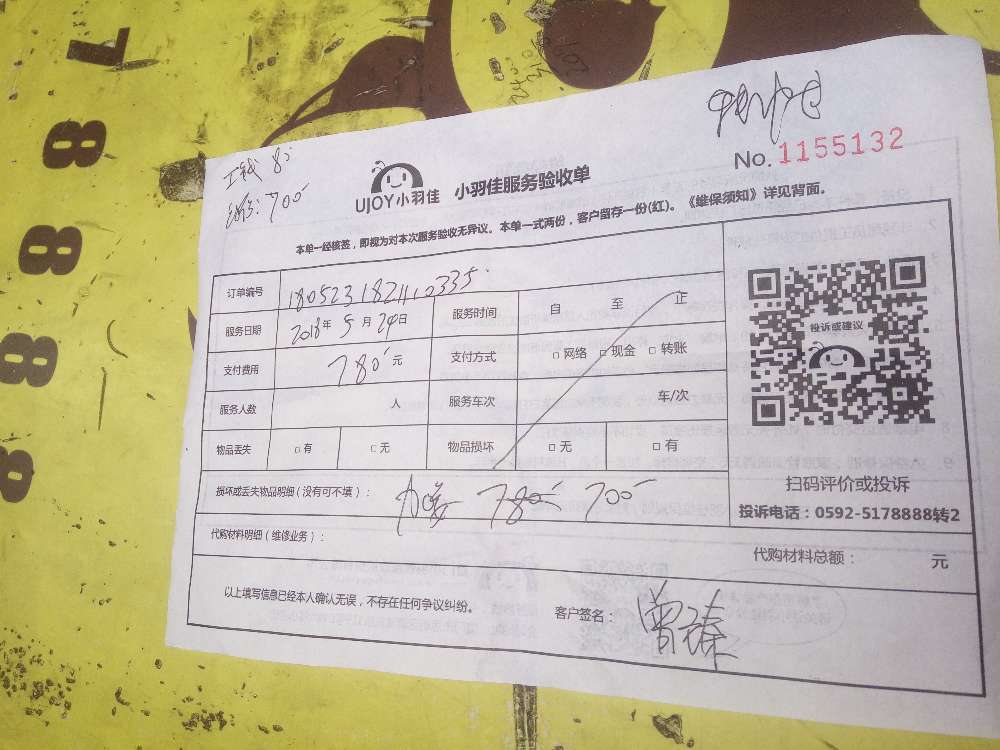 No. 1155132
工钱 80
700
UJOY小羽佳 小羽佳服务验收单
本单一经核签，即视为对本次服务验收无异议。本单一式两份，客户留存一份(红)。《维保须知》详见背面。
订单编号 180523182110335
服务日期 2018年5月24日 服务时间 自 至 止
支付费用 780元 支付方式 □网络 □现金 □转账
服务人数 人 服务车次 车/次
物品丢失 □有 □无 物品损坏 □无 □有
投诉或建议
扫码评价或投诉
投诉电话：0592-5178888转2
损坏或丢失物品明细（没有可不填）： 780 700
代购材料明细（维修业务）： 代购材料总额： 元
以上填写信息已经本人确认无误，不存在任何争议纠纷。 客户签名：曾臻
8888